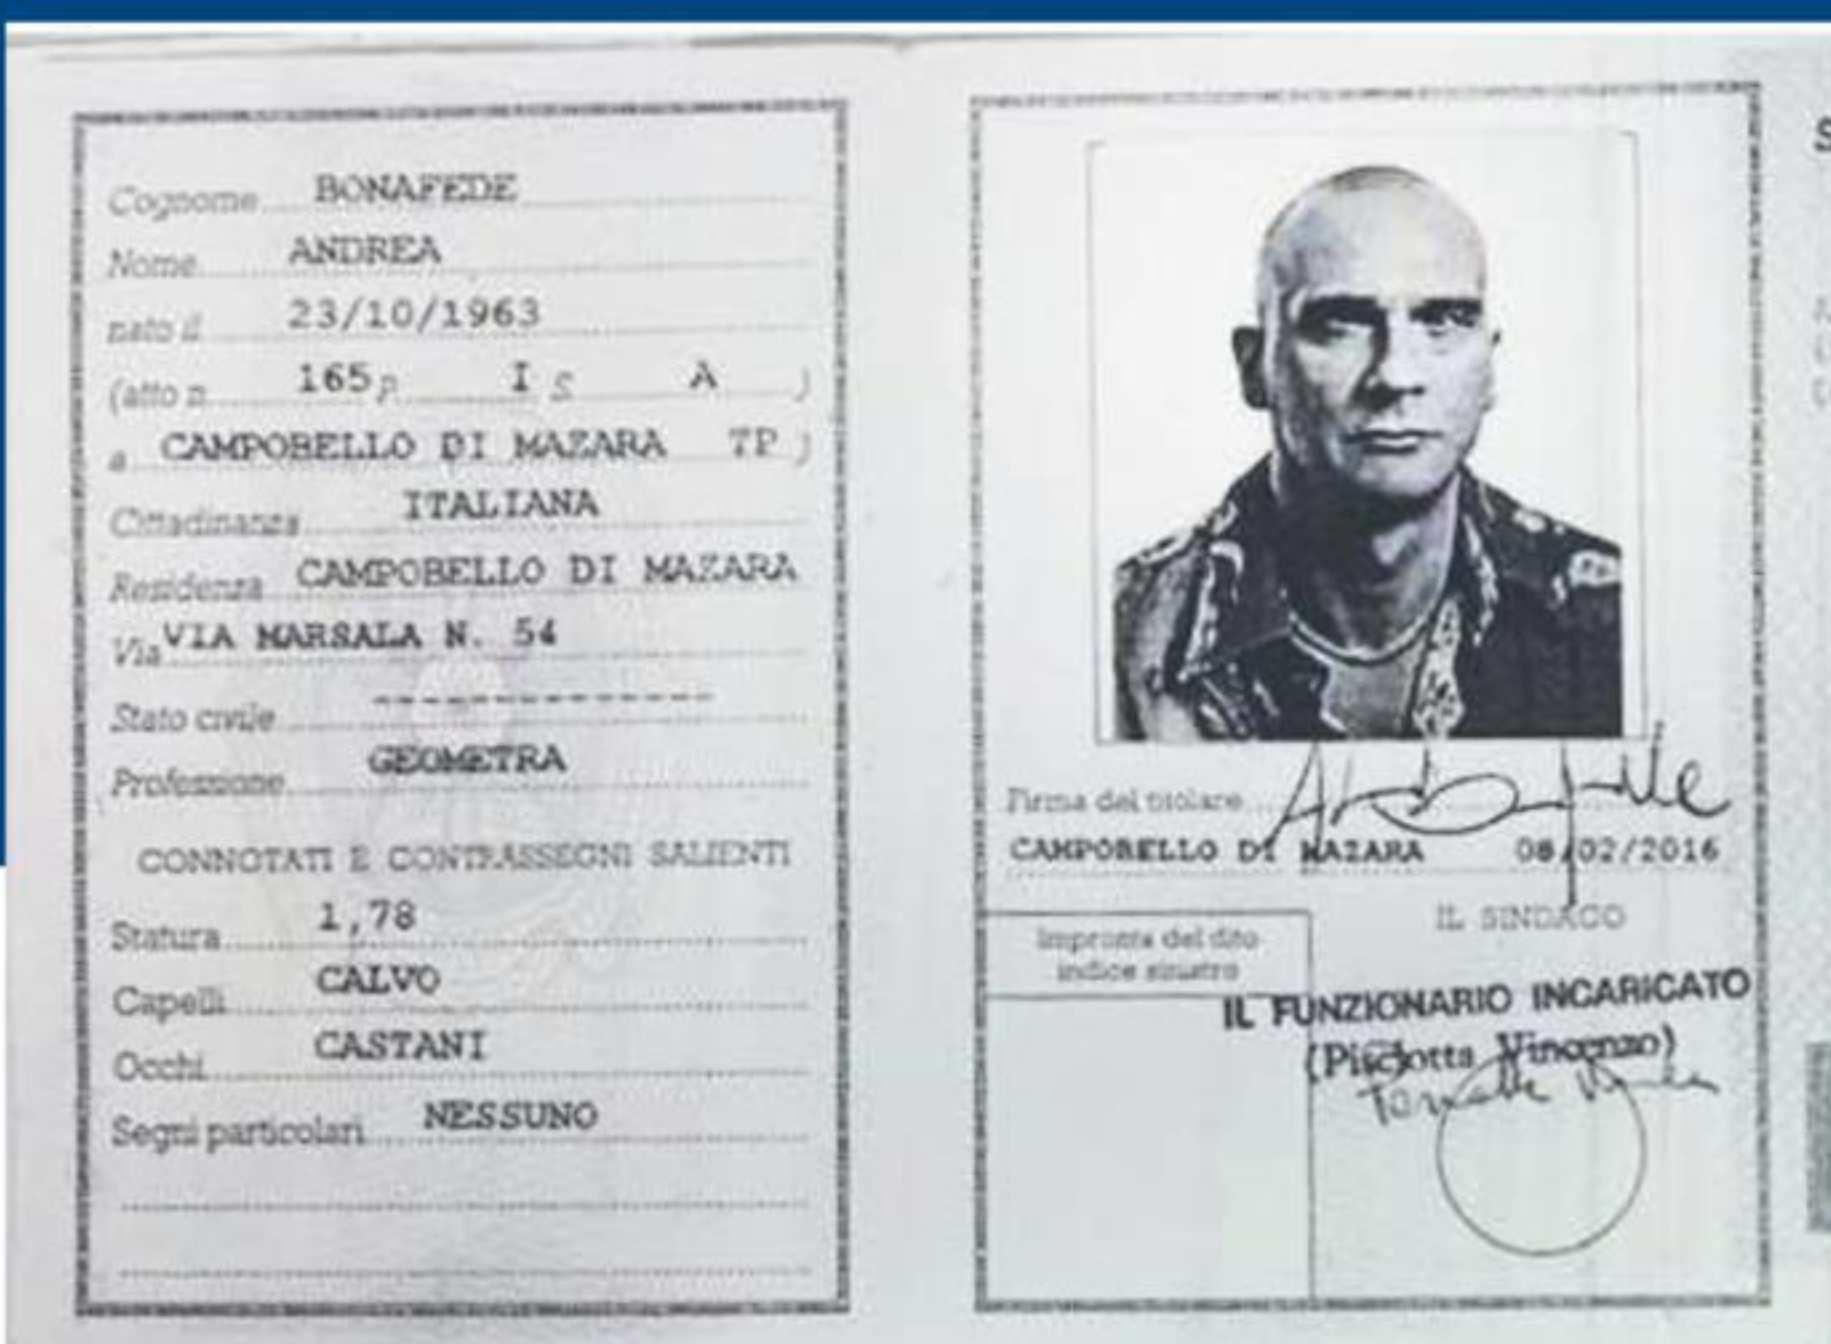 Cognome BONAFEDE
Nome ANDREA
nato il 23/10/1963
(atto n 165 P. I S. A )
a CAMPOBELLO DI MAZARA TP )
Cittadinanza ITALIANA
Residenza CAMPOBELLO DI MAZARA
Via VIA MARSALA N. 54
Stato civile -------------
Professione GEOMETRA
CONNOTATI E CONTRASSEGNI SALIENTI
Statura 1,78
Capelli CALVO
Occhi CASTANI
Segni particolari NESSUNO
Firma del titolare
CAMPOBELLO DI MAZARA 08/02/2016
IL SINDACO
Impronta del dito
indice sinistro
IL FUNZIONARIO INCARICATO
(Pisciotta Vincenzo)